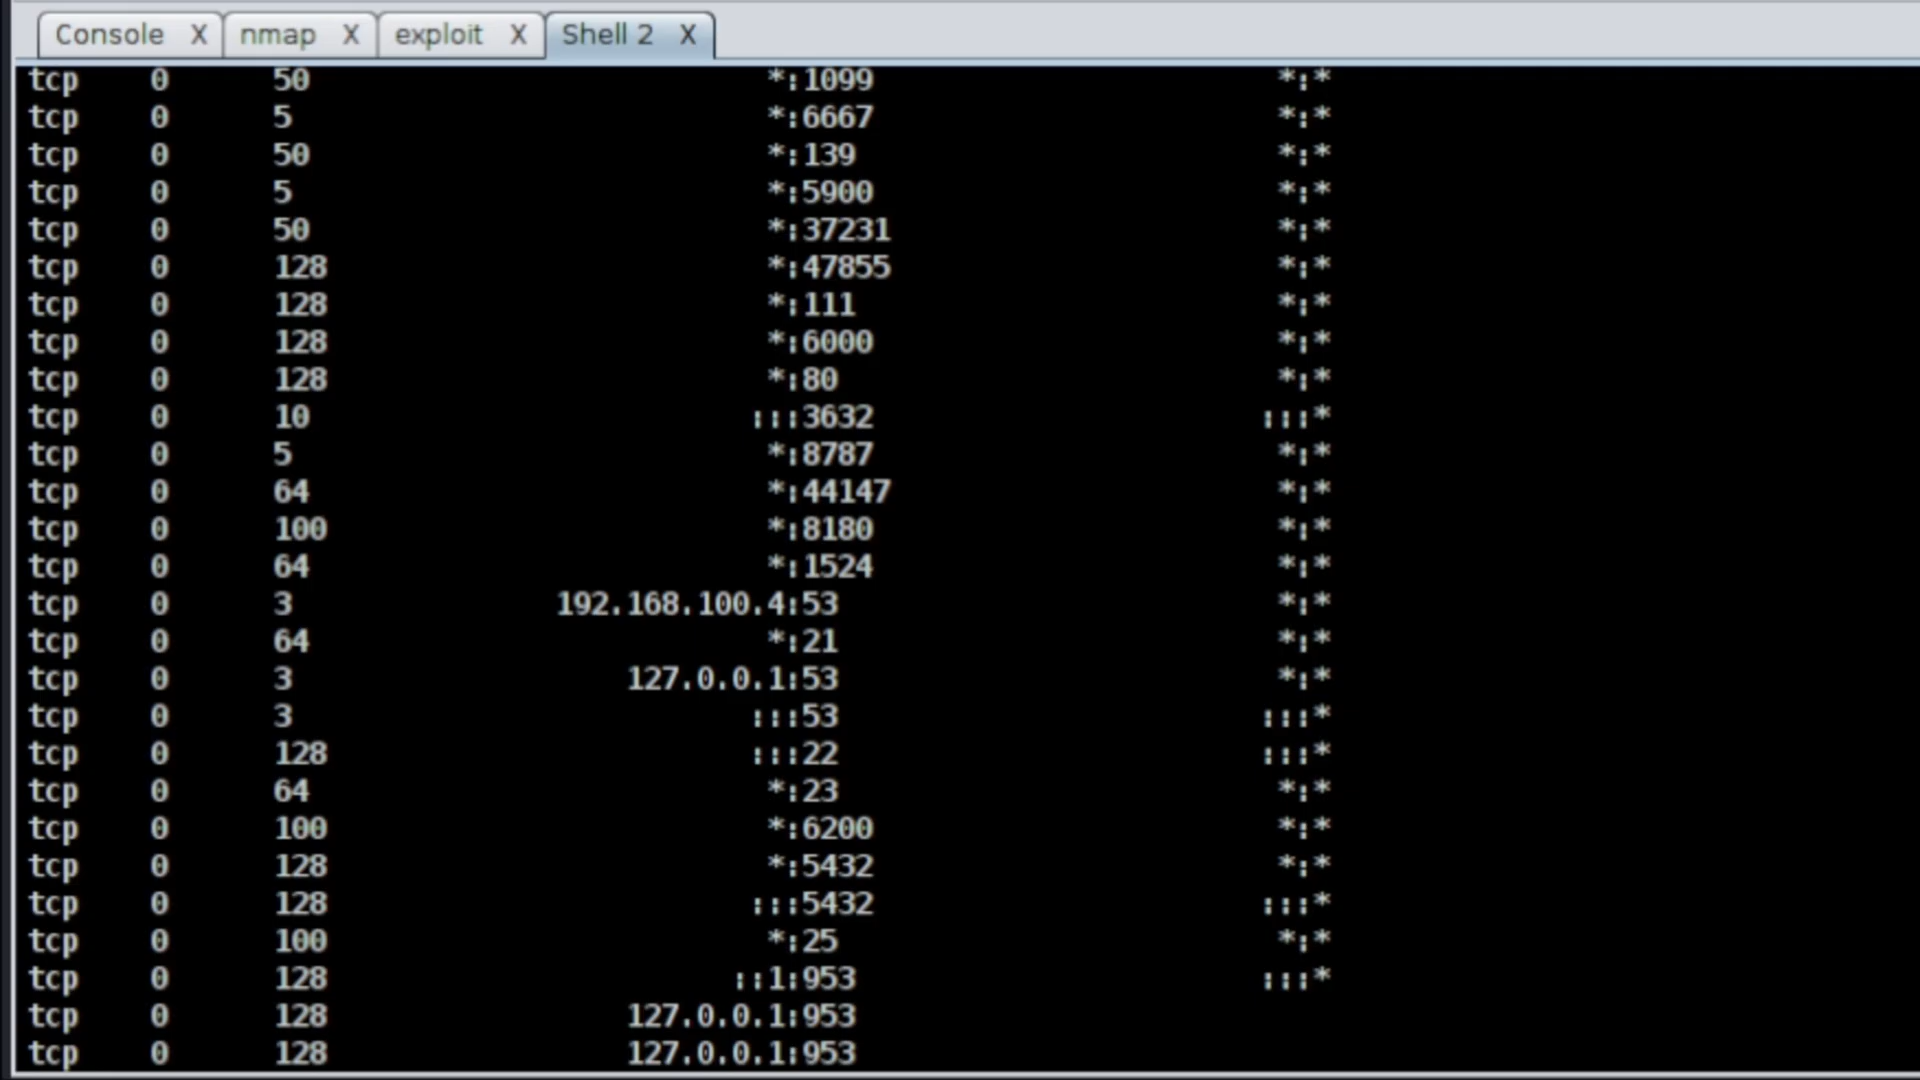 Console X nmap X exploit X Shell 2 X
tcp 0 50 *:1099 *:*
tcp 0 5 *:6667 *:*
tcp 0 50 *:139 *:*
tcp 0 5 *:5900 *:*
tcp 0 50 *:37231 *:*
tcp 0 128 *:47855 *:*
tcp 0 128 *:111 *:*
tcp 0 128 *:6000 *:*
tcp 0 128 *:80 *:*
tcp 0 10 :::3632 :::*
tcp 0 5 *:8787 *:*
tcp 0 64 *:44147 *:*
tcp 0 100 *:8180 *:*
tcp 0 64 *:1524 *:*
tcp 0 3 192.168.100.4:53 *:*
tcp 0 64 *:21 *:*
tcp 0 3 127.0.0.1:53 *:*
tcp 0 3 :::53 :::*
tcp 0 128 :::22 :::*
tcp 0 64 *:23 *:*
tcp 0 100 *:6200 *:*
tcp 0 128 *:5432 *:*
tcp 0 128 :::5432 :::*
tcp 0 100 *:25 *:*
tcp 0 128 ::1:953 :::*
tcp 0 128 127.0.0.1:953
tcp 0 128 127.0.0.1:953